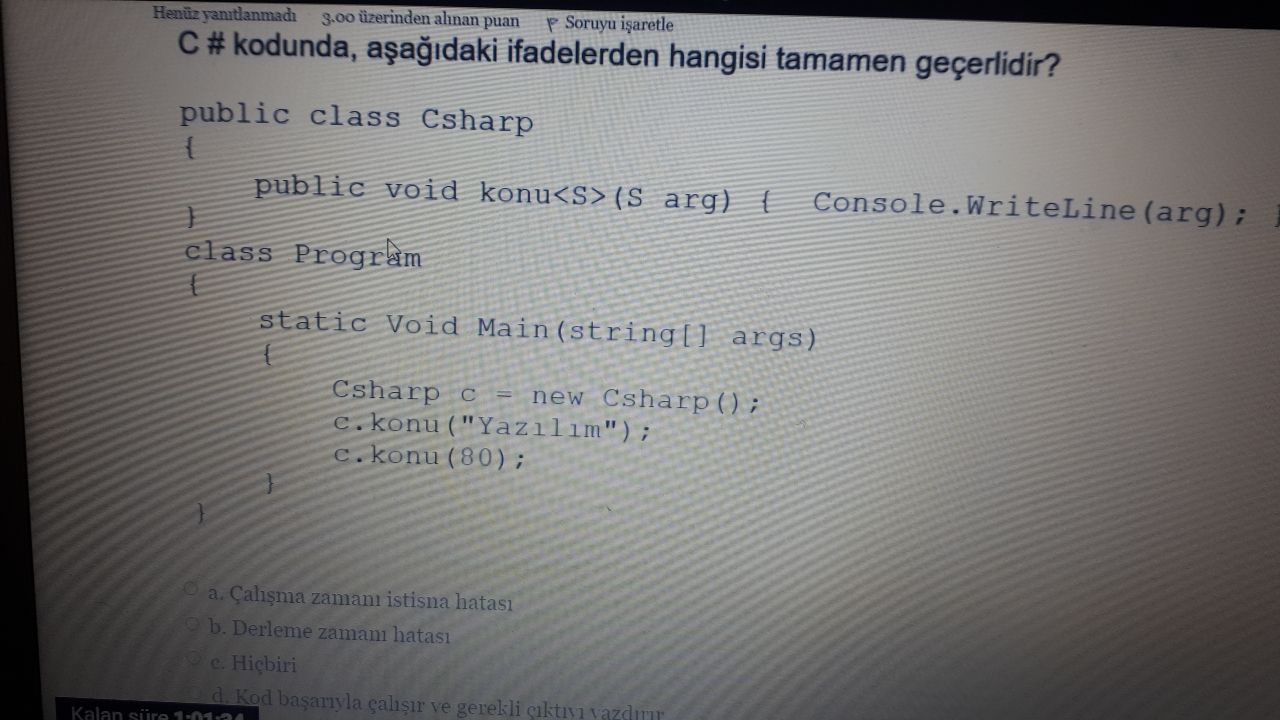 Henüz yanıtlanmadı 3.00 üzerinden alınan puan Soruyu işaretle
C # kodunda, aşağıdaki ifadelerden hangisi tamamen geçerlidir?
public class Csharp
{
public void konu<S>(S arg) { Console.WriteLine(arg); }
}
class Program
{
static Void Main(string[] args)
{
Csharp c = new Csharp();
c.konu("Yazılım");
c.konu(80);
}
}
a. Çalışma zamanı istisna hatası
b. Derleme zamanı hatası
c. Hiçbiri
d. Kod başarıyla çalışır ve gerekli çıktıyı yazdırır
Kalan süre 1:01:24